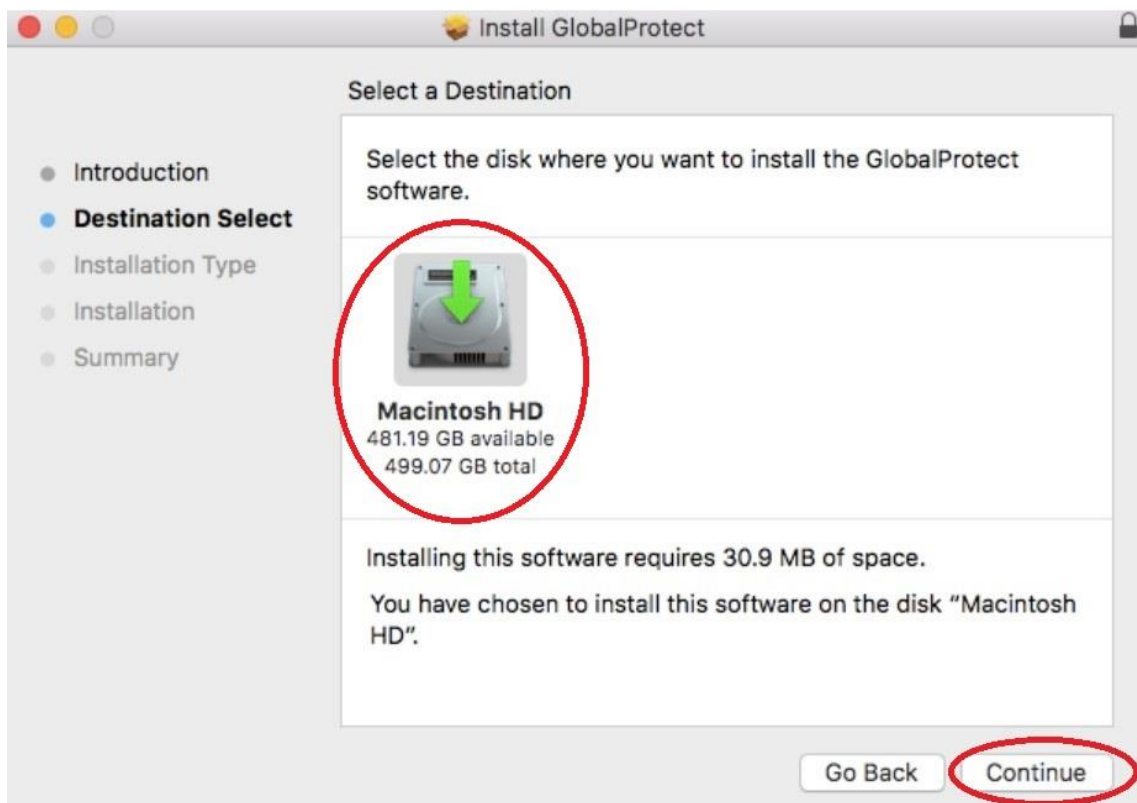 Install GlobalProtect
Select a Destination
Introduction
Destination Select
Installation Type
Installation
Summary
Select the disk where you want to install the GlobalProtect
software.
Macintosh HD
481.19 GB available
499.07 GB total
Installing this software requires 30.9 MB of space.
You have chosen to install this software on the disk “Macintosh
HD”.
Go Back
Continue